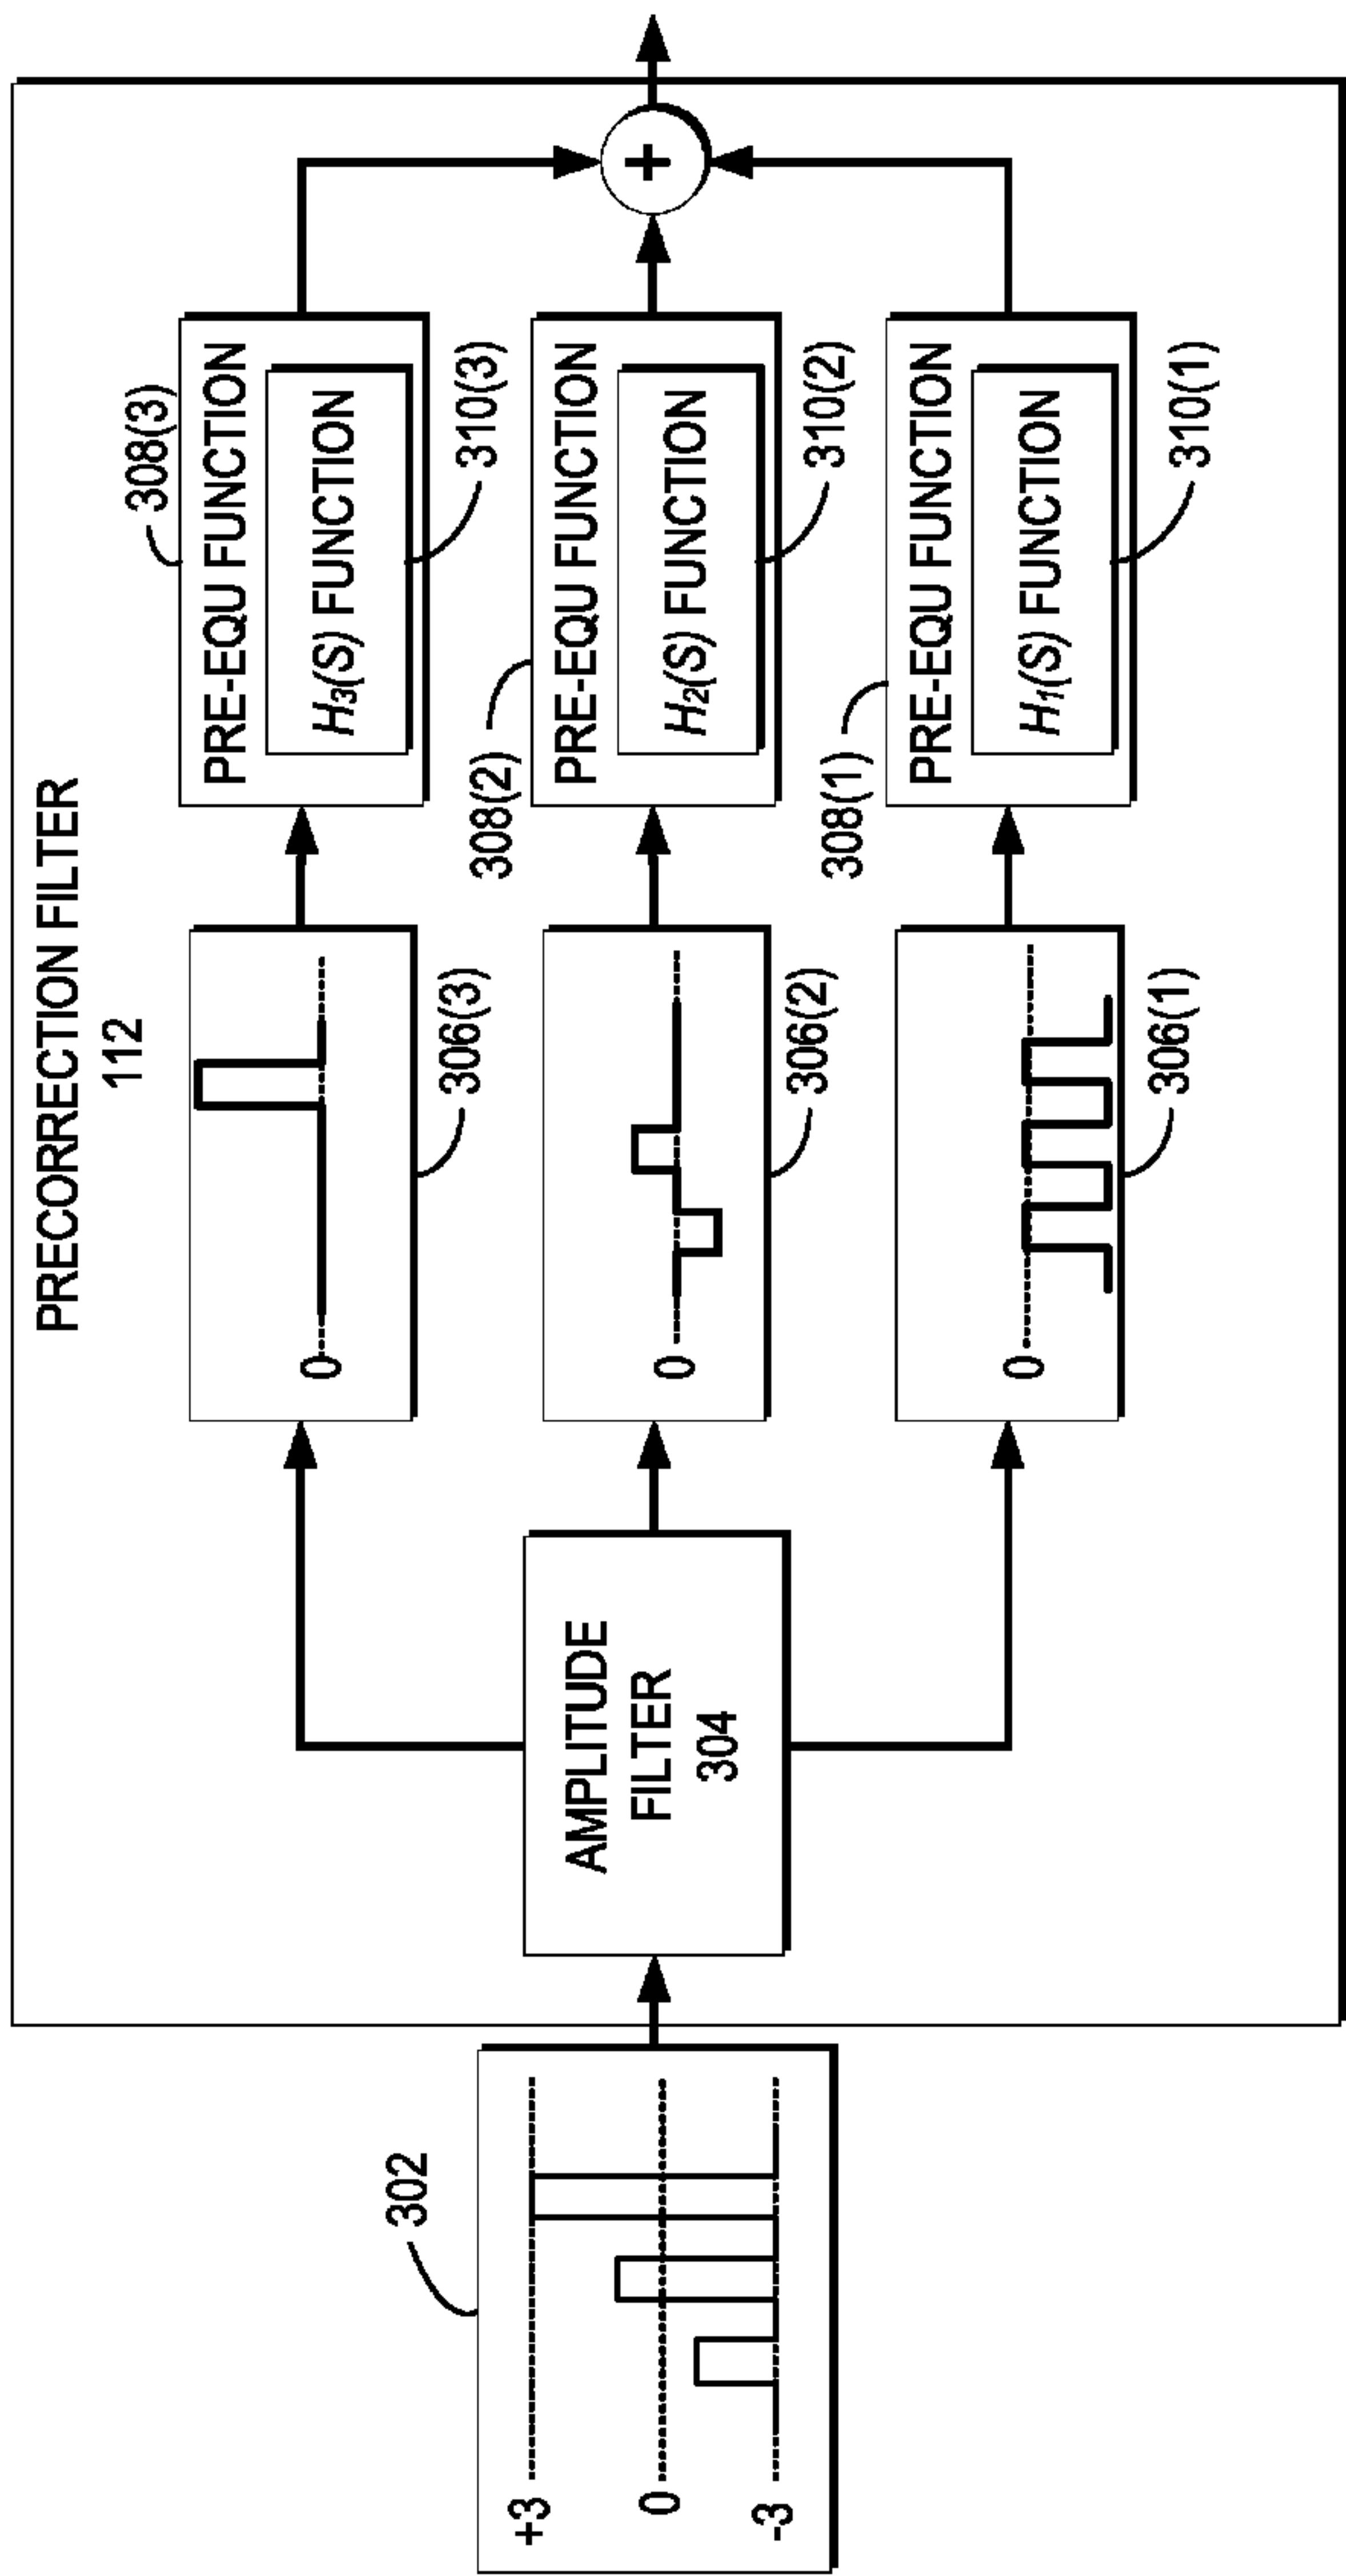 PRECORRECTION FILTER
112
302
+3
0
-3
AMPLITUDE
FILTER
304
0
306(3)
0
306(2)
0
306(1)
308(3)
PRE-EQU FUNCTION
H₃(S) FUNCTION
310(3)
308(2)
PRE-EQU FUNCTION
H₂(S) FUNCTION
310(2)
308(1)
PRE-EQU FUNCTION
H₁(S) FUNCTION
310(1)
+